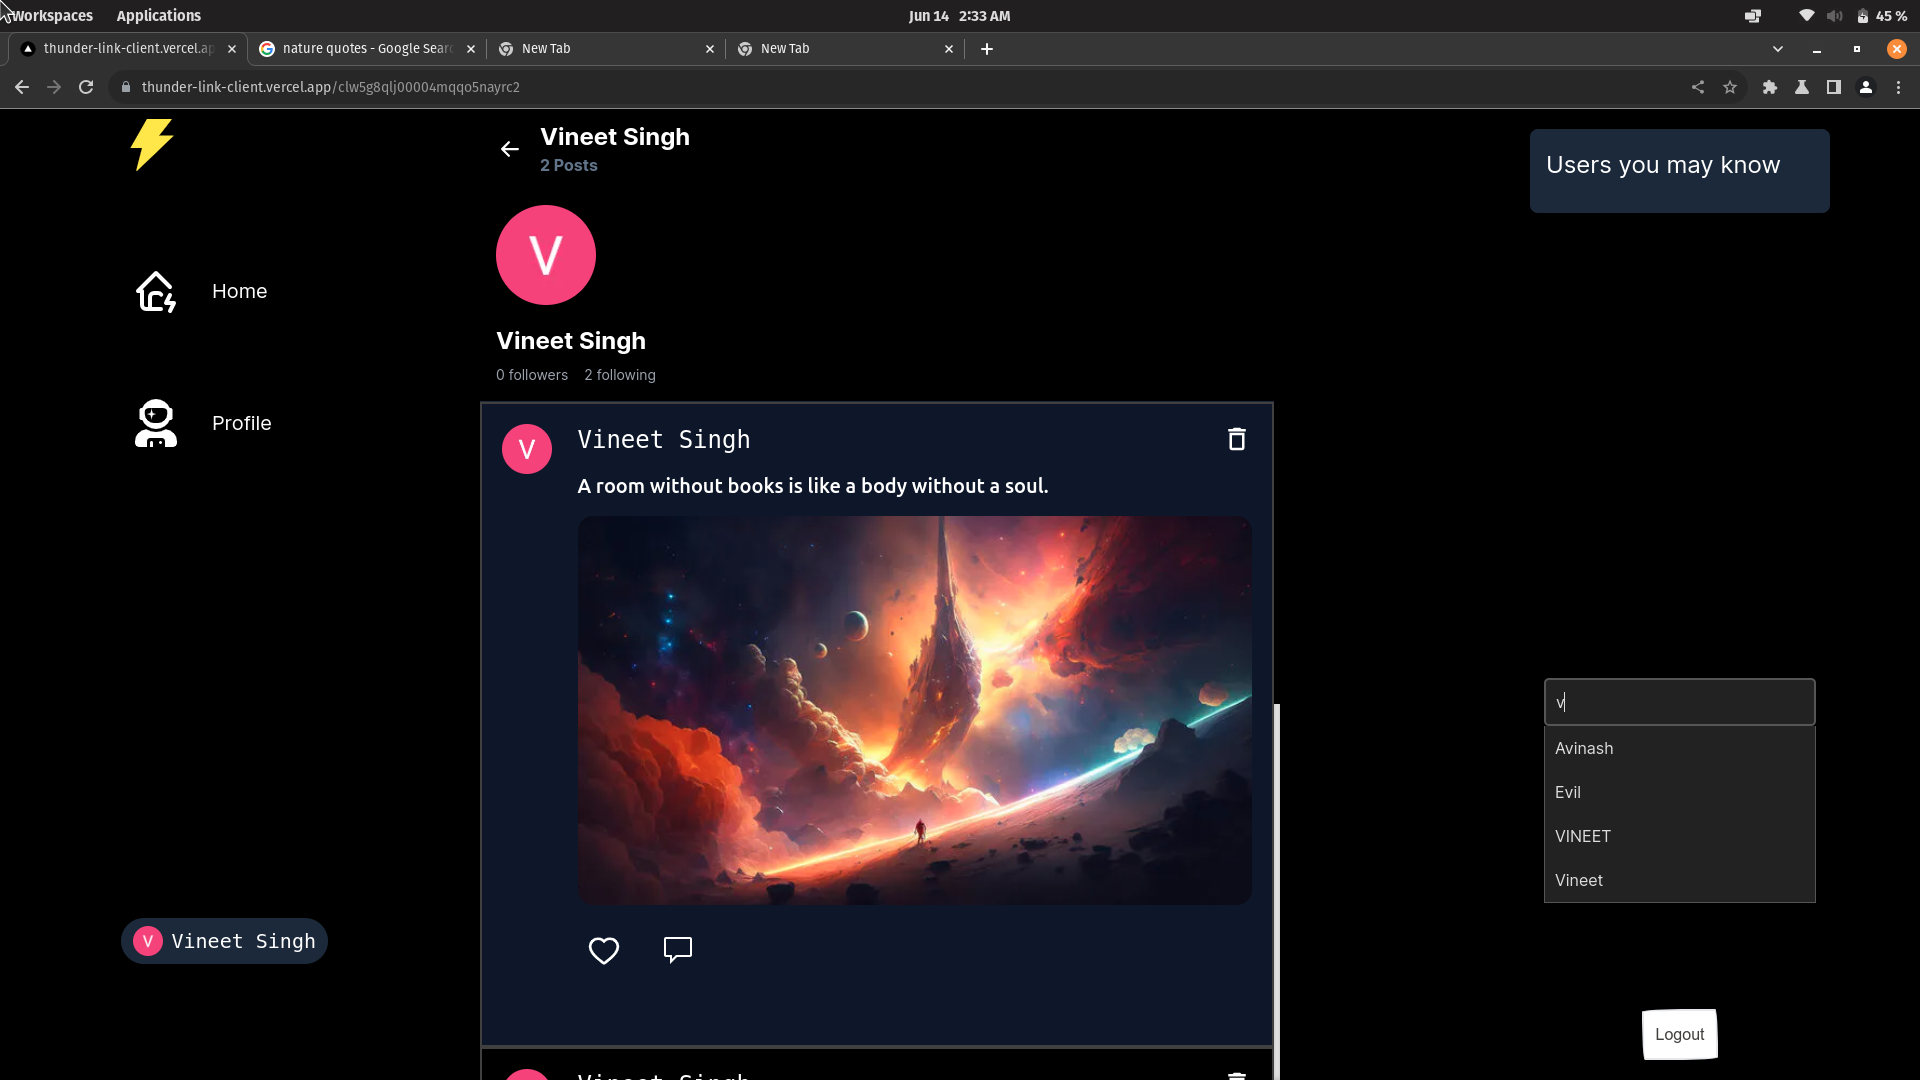 Workspaces Applications Jun 14 2:33 AM 45 %
thunder-link-client.vercel.ap nature quotes - Google Sear New Tab New Tab
thunder-link-client.vercel.app/clw5g8qlj00004mqqo5nayrc2
Vineet Singh
2 Posts
Users you may know
V
Home
Vineet Singh
0 followers 2 following
Profile
V Vineet Singh
A room without books is like a body without a soul.
v
Avinash
Evil
VINEET
Vineet
V Vineet Singh
Logout
Vineet Singh